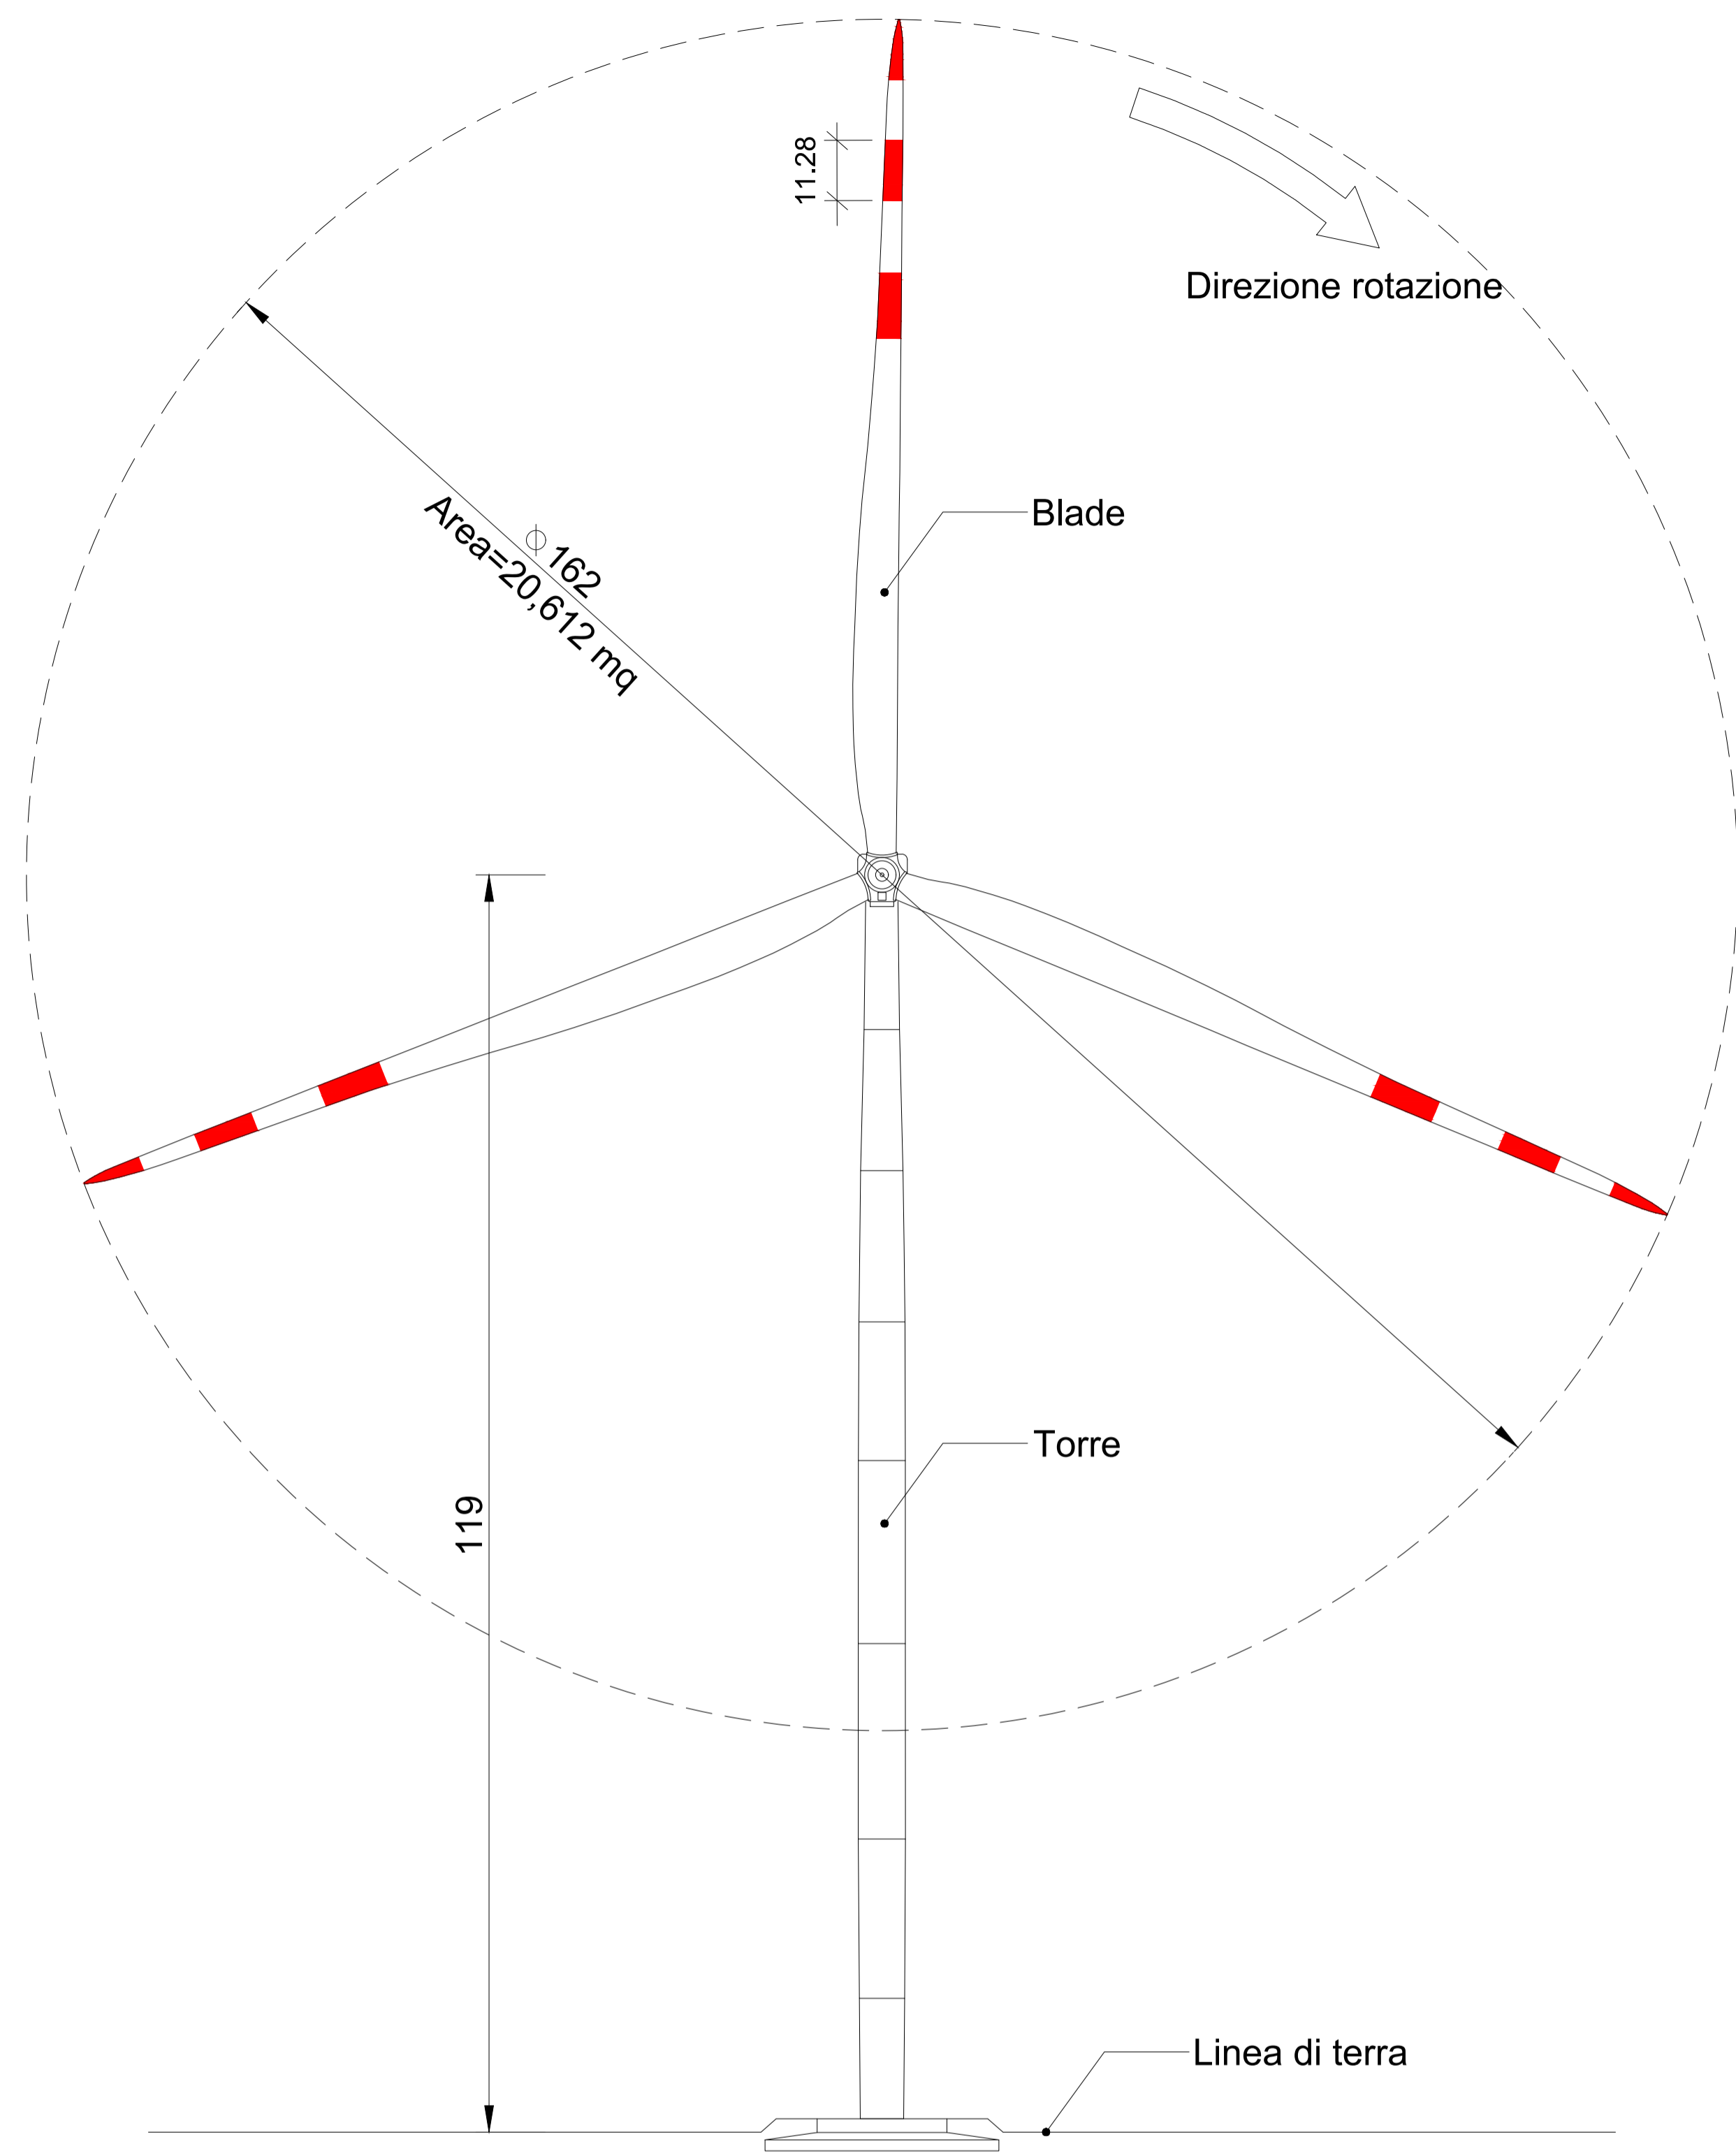 11.28
Direzione rotazione
Blade
⌀162
Area=20,612 mq
Torre
119
Linea di terra